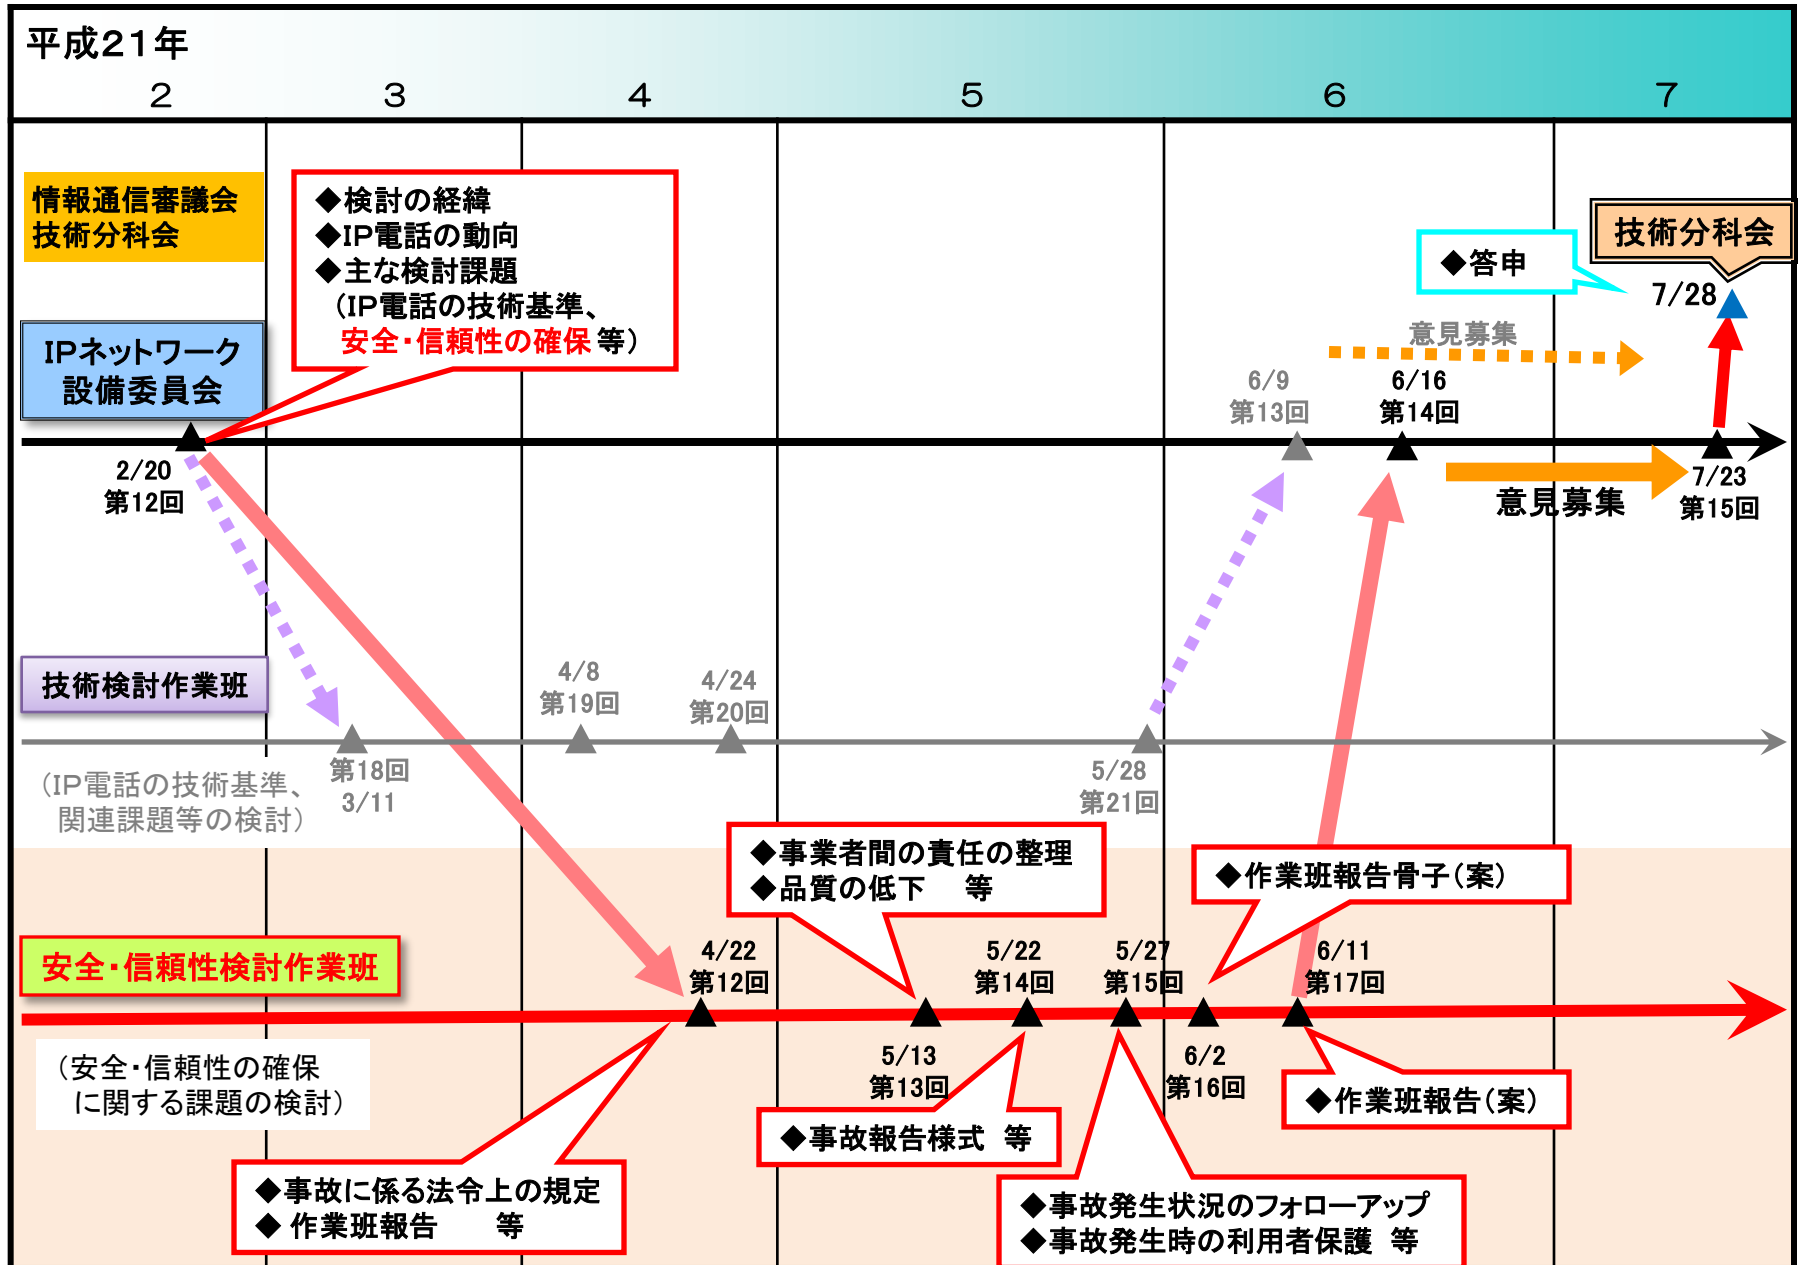 平成21年
2 3 4 5 6 7
情報通信審議会
技術分科会
◆検討の経緯
◆IP電話の動向
◆主な検討課題
（IP電話の技術基準、
安全・信頼性の確保 等）
技術分科会
◆答申
7/28
IPネットワーク
設備委員会
意見募集
6/9
第13回
6/16
第14回
2/20
第12回
意見募集
7/23
第15回
技術検討作業班
4/8
第19回
4/24
第20回
第18回
3/11
5/28
第21回
（IP電話の技術基準、
関連課題等の検討）
◆事業者間の責任の整理
◆品質の低下 等
◆作業班報告骨子（案）
安全・信頼性検討作業班
4/22
第12回
5/22
第14回
5/27
第15回
6/11
第17回
5/13
第13回
6/2
第16回
（安全・信頼性の確保
に関する課題の検討）
◆作業班報告（案）
◆事故報告様式 等
◆事故に係る法令上の規定
◆ 作業班報告 等
◆事故発生状況のフォローアップ
◆事故発生時の利用者保護 等